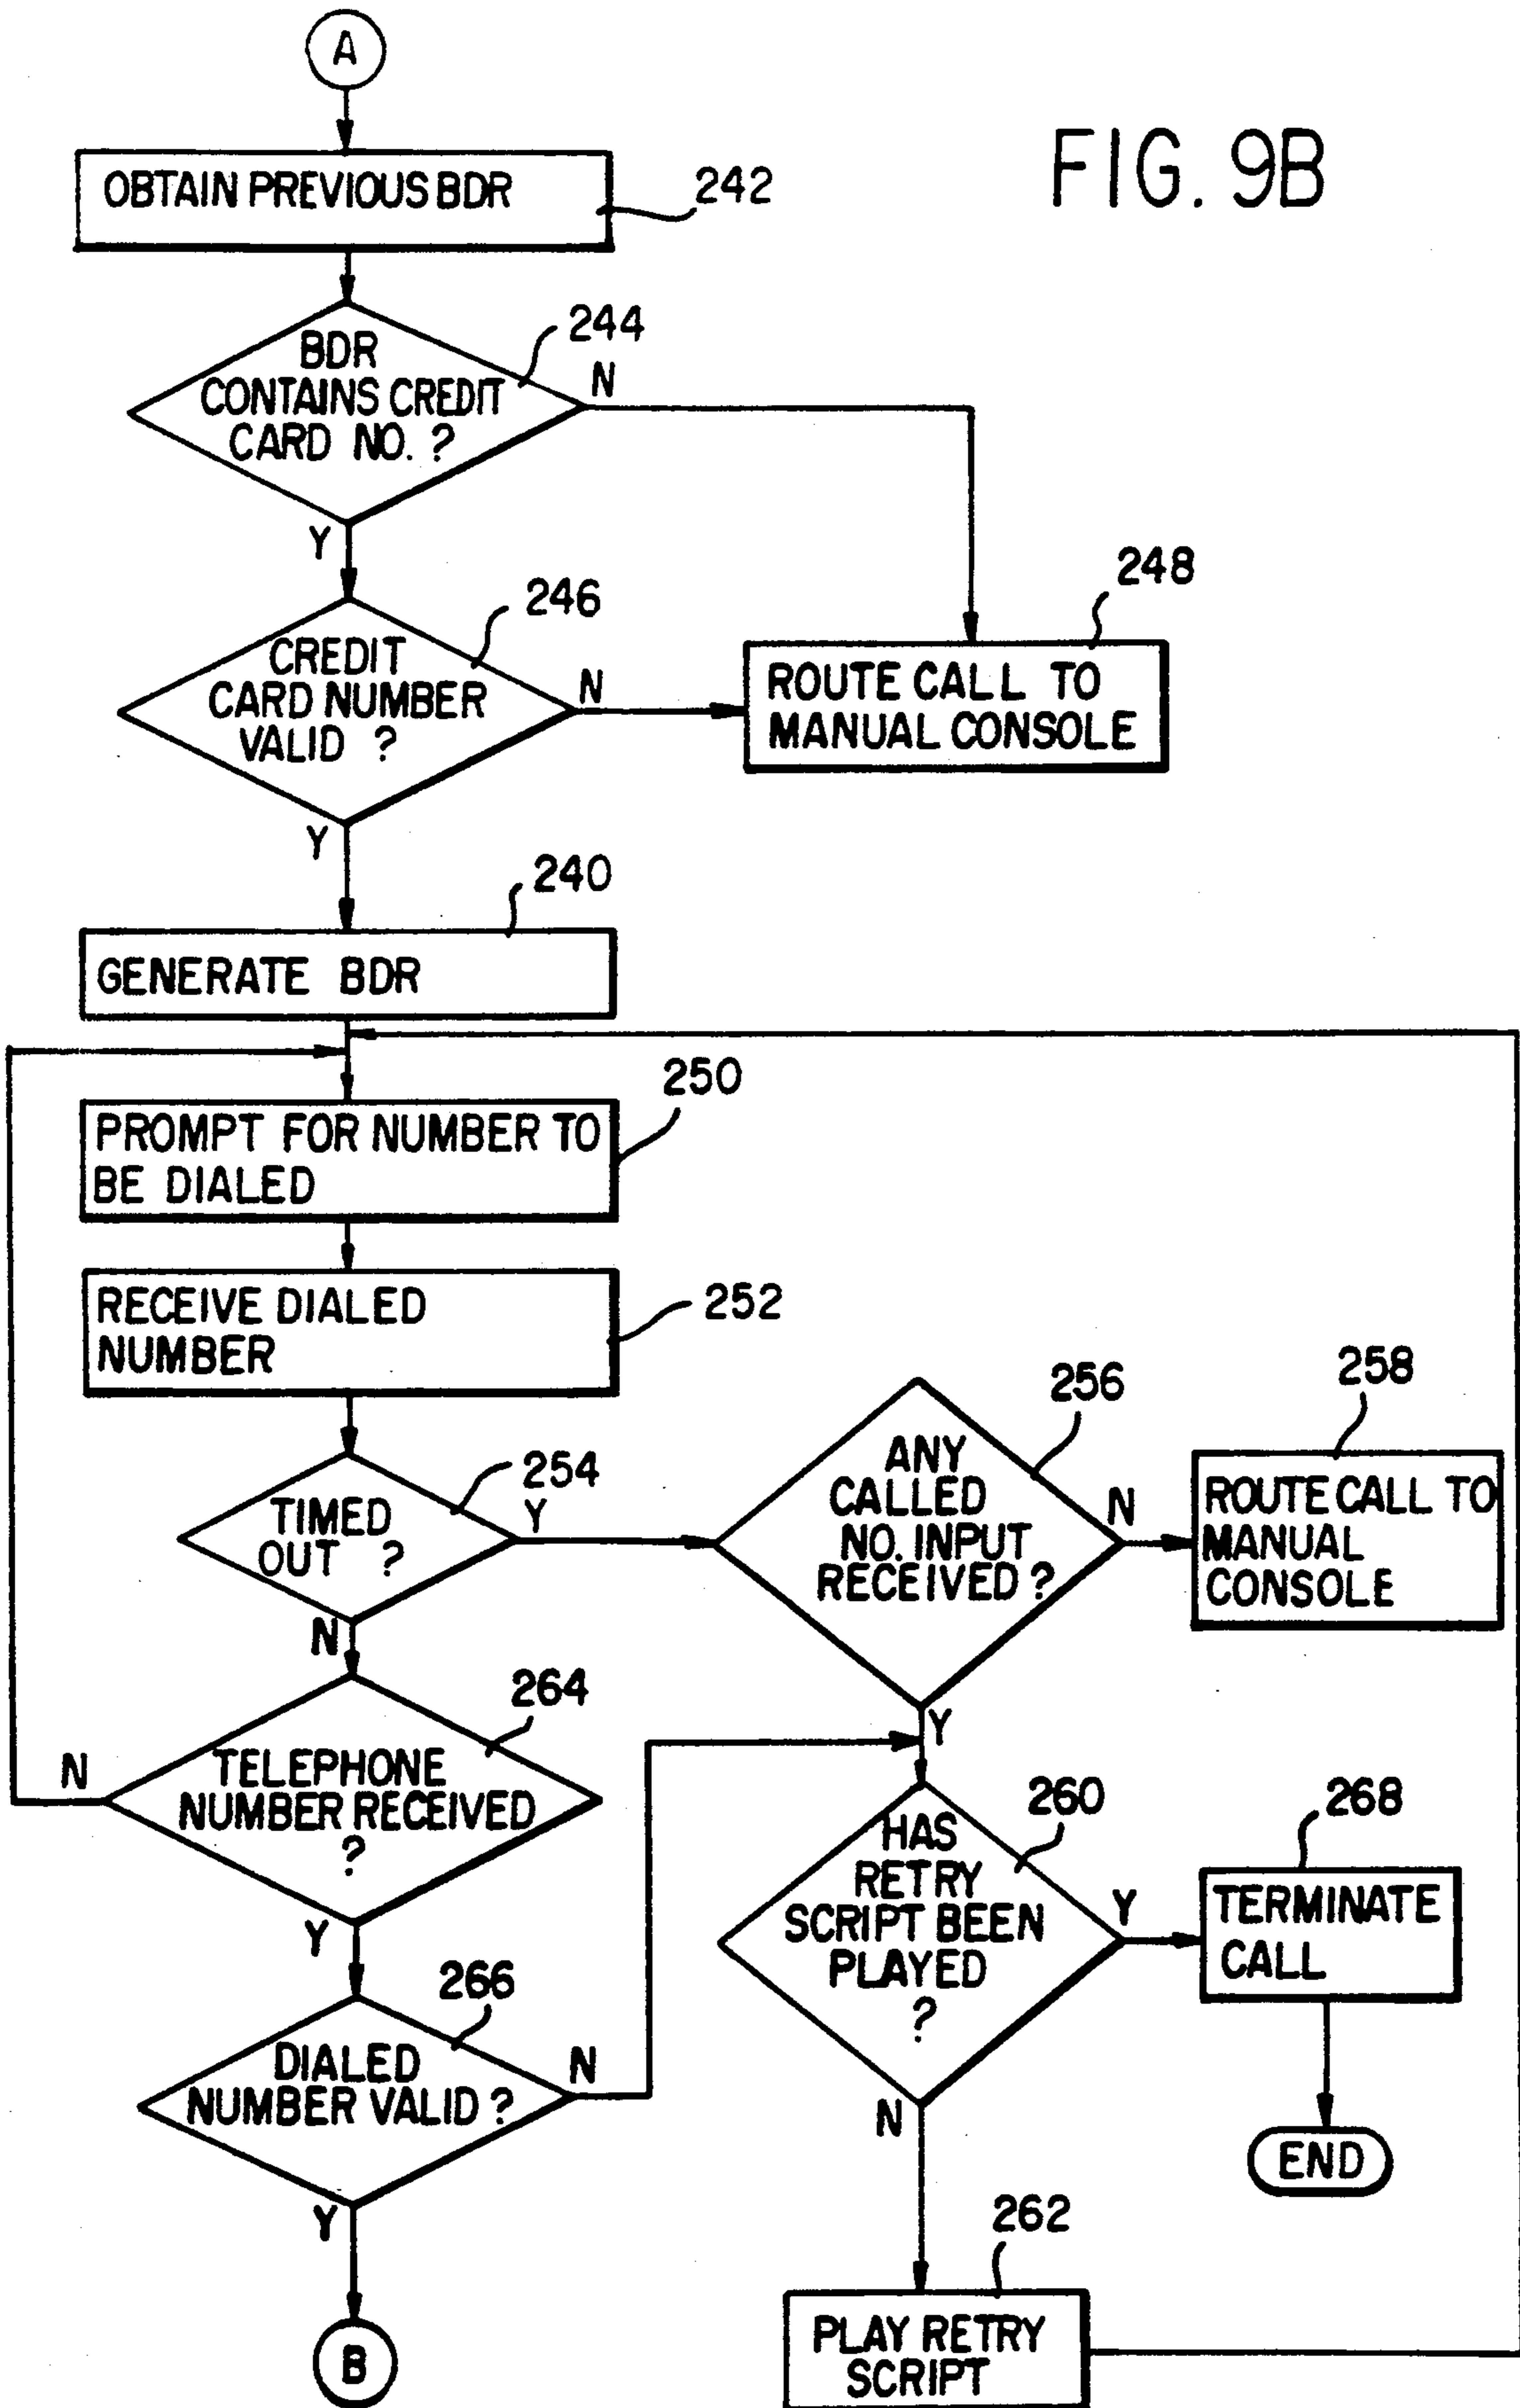 A
FIG. 9B
OBTAIN PREVIOUS BDR
242
BDR
CONTAINS CREDIT
CARD NO. ?
244
N
Y
CREDIT
CARD NUMBER
VALID ?
246
N
Y
248
ROUTE CALL TO
MANUAL CONSOLE
240
GENERATE BDR
250
PROMPT FOR NUMBER TO
BE DIALED
RECEIVE DIALED
NUMBER
252
TIMED
OUT ?
254
Y
N
ANY
CALLED
NO. INPUT
RECEIVED ?
256
N
Y
258
ROUTE CALL TO
MANUAL
CONSOLE
264
TELEPHONE
NUMBER RECEIVED
?
N
Y
HAS
RETRY
SCRIPT BEEN
PLAYED
?
260
Y
N
268
TERMINATE
CALL
END
266
DIALED
NUMBER VALID ?
N
Y
B
262
PLAY RETRY
SCRIPT